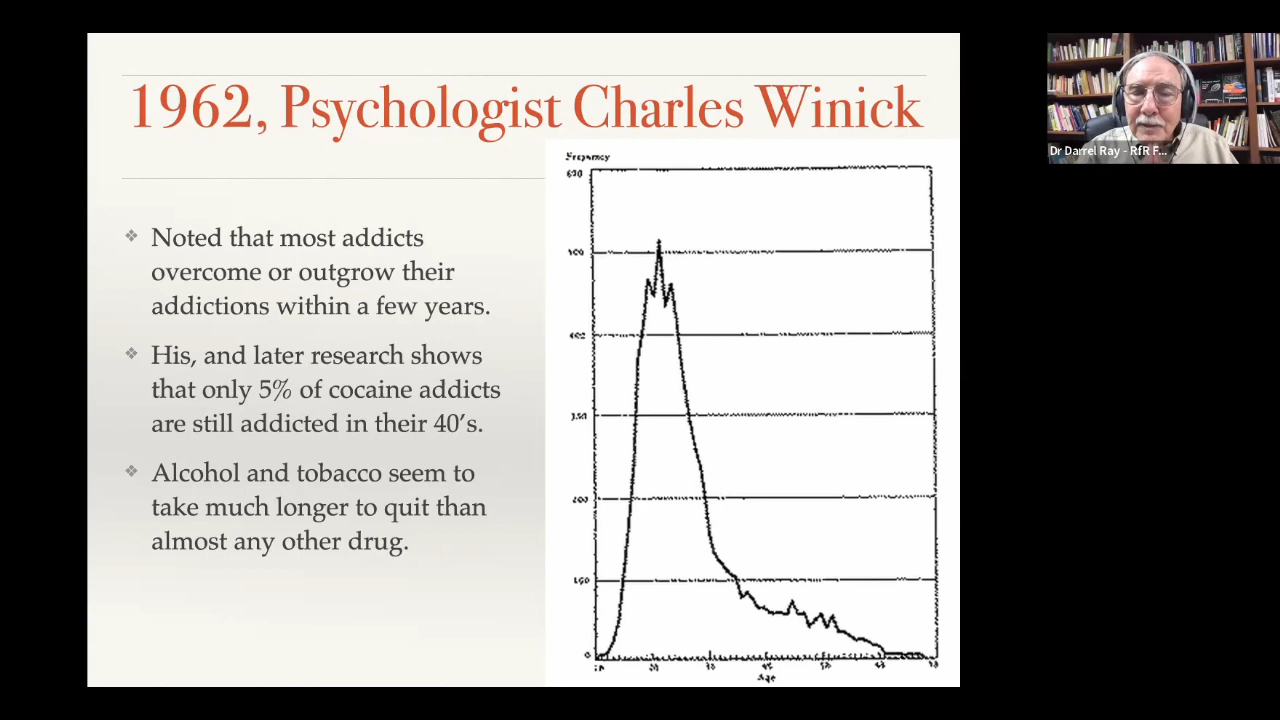 1962, Psychologist Charles Winick
❖ Noted that most addicts
overcome or outgrow their
addictions within a few years.
❖ His, and later research shows
that only 5% of cocaine addicts
are still addicted in their 40's.
❖ Alcohol and tobacco seem to
take much longer to quit than
almost any other drug.
Frequency
0
Age
Dr Darrel Ray - RfR F...